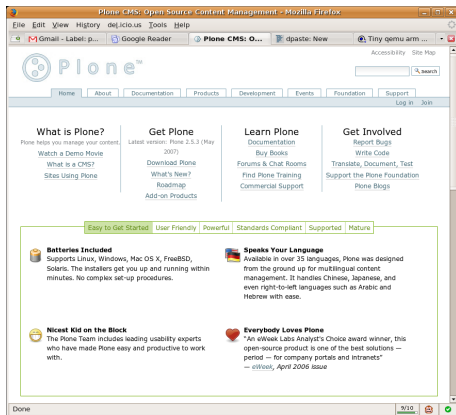 Plone CMS: Open Source Content Management - Mozilla Firefox
File Edit View History del.icio.us Tools Help
Gmail - Label: p... Google Reader Plone CMS: O... dpaste: New Tiny qemu arm ...
Accessibility Site Map
Plone™
Search
Home About Documentation Products Development Events Foundation Support
Log in Join
What is Plone? Get Plone Learn Plone Get Involved
Plone helps you manage your content. Latest version: Plone 2.5.3 (May Documentation Report Bugs
2007) Buy Books Write Code
Watch a Demo Movie Download Plone Forums & Chat Rooms Translate, Document, Test
What is a CMS? What's New? Find Plone Training Support the Plone Foundation
Sites Using Plone Roadmap Commercial Support Plone Blogs
Add-on Products
Easy to Get Started User Friendly Powerful Standards Compliant Supported Mature
Batteries Included
Supports Linux, Windows, Mac OS X, FreeBSD,
Solaris. The installers get you up and running within
minutes. No complex set-up procedures.
Speaks Your Language
Available in over 35 languages, Plone was designed
from the ground up for multilingual content
management. It handles Chinese, Japanese, and
even right-to-left languages such as Arabic and
Hebrew with ease.
Nicest Kid on the Block
The Plone Team includes leading usability experts
who have made Plone easy and productive to work
with.
Everybody Loves Plone
"An eWeek Labs Analyst's Choice award winner, this
open-source product is one of the best solutions —
period — for company portals and intranets"
— eWeek, April 2006 issue
Done 9/10